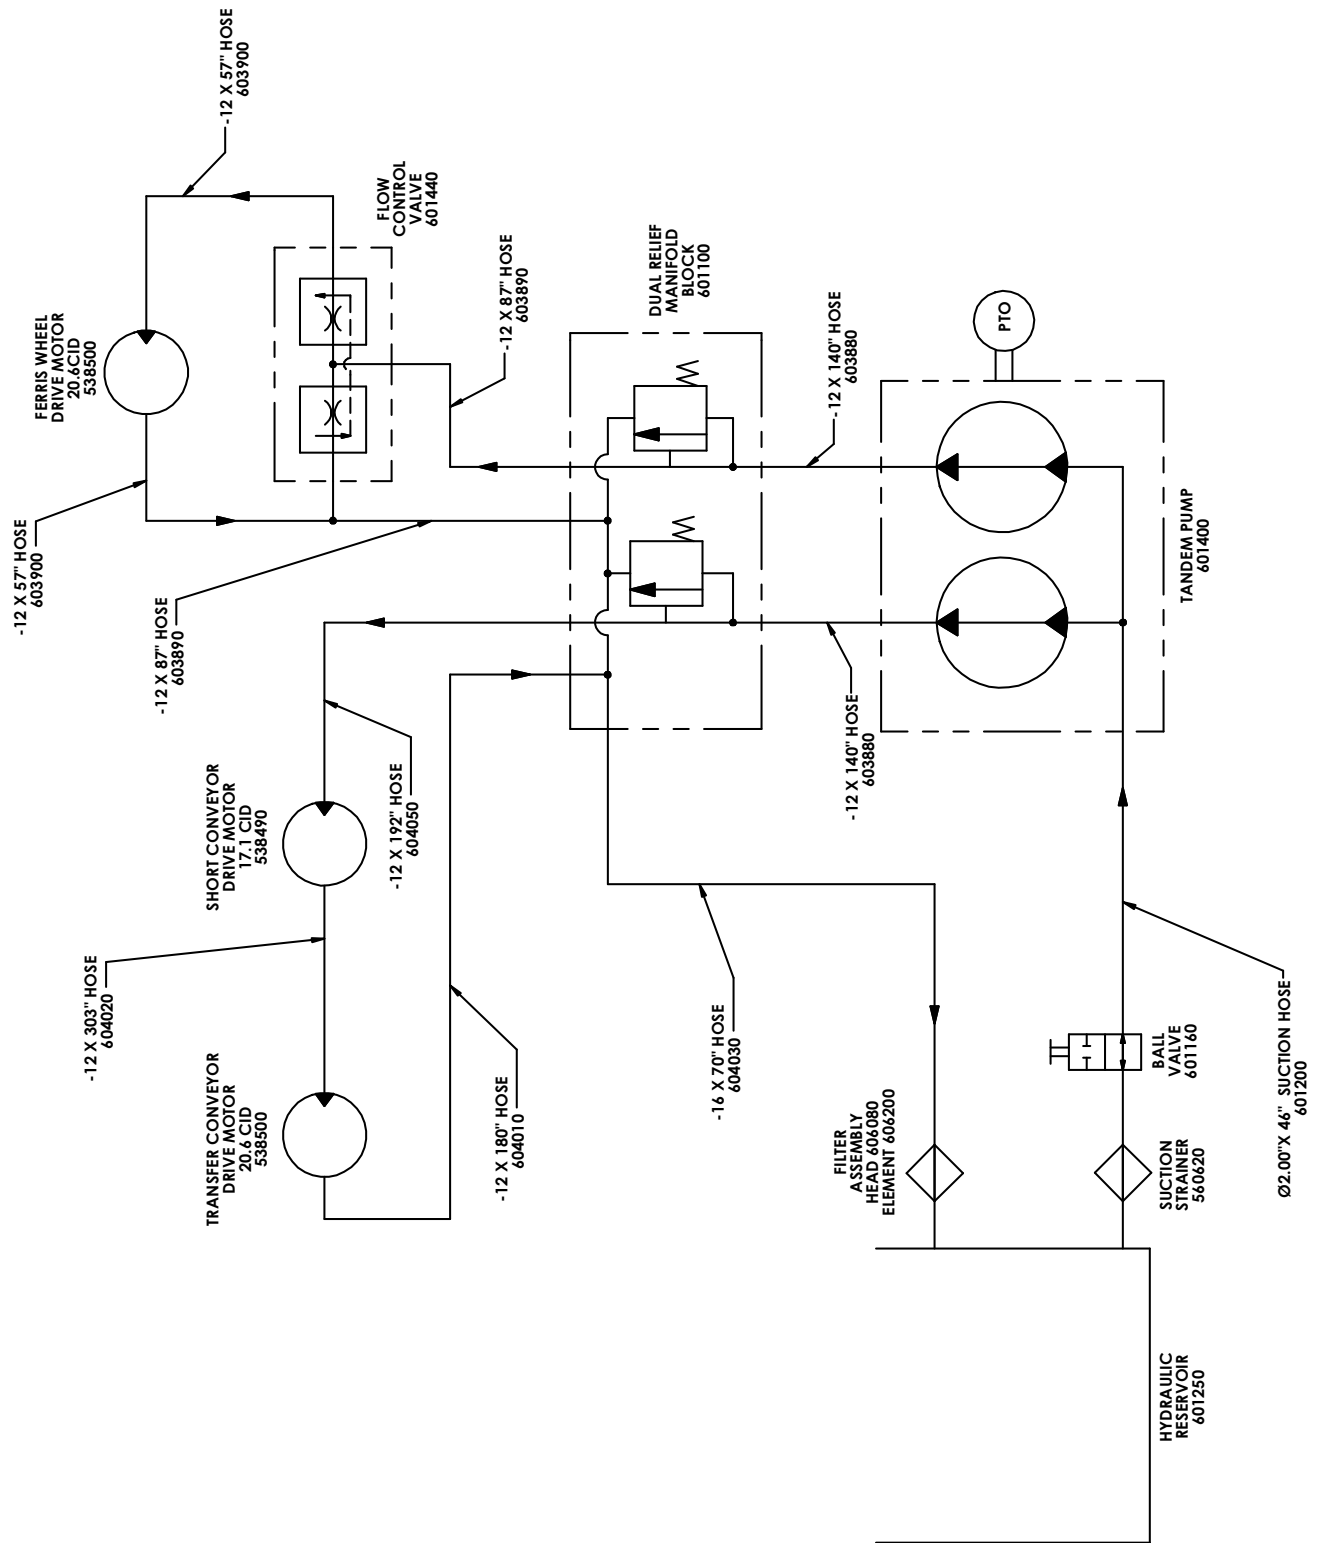 -12 X 57" HOSE
603900
FERRIS WHEEL
DRIVE MOTOR
20.6CID
538500
FLOW
CONTROL
VALVE
601440
-12 X 57" HOSE
603900
-12 X 87" HOSE
603890
-12 X 87" HOSE
603890
DUAL RELIEF
MANIFOLD
BLOCK
601100
-12 X 140" HOSE
603880
PTO
TANDEM PUMP
601400
SHORT CONVEYOR
DRIVE MOTOR
17.1 CID
538490
-12 X 192" HOSE
604050
-12 X 140" HOSE
603880
-12 X 303" HOSE
604020
TRANSFER CONVEYOR
DRIVE MOTOR
20.6 CID
538500
-12 X 180" HOSE
604010
-16 X 70" HOSE
604030
FILTER
ASSEMBLY
HEAD 606080
ELEMENT 606200
BALL
VALVE
601160
SUCTION
STRAINER
560620
Ø2.00"X 46" SUCTION HOSE
601200
HYDRAULIC
RESERVOIR
601250